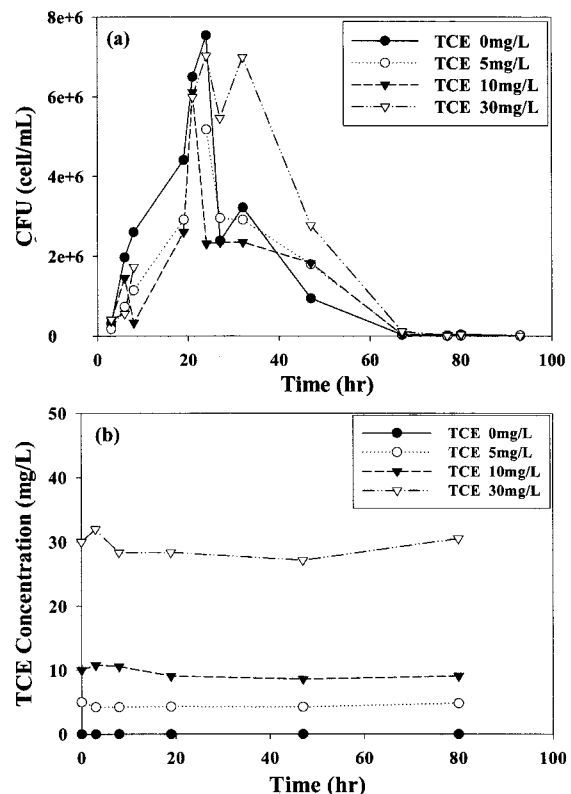 (a)
TCE 0mg/L
TCE 5mg/L
TCE 10mg/L
TCE 30mg/L
8e+6
6e+6
4e+6
2e+6
0
CFU (cell/mL)
0 20 40 60 80 100
Time (hr)
(b)
TCE 0mg/L
TCE 5mg/L
TCE 10mg/L
TCE 30mg/L
50
40
30
20
10
0
TCE Concentration (mg/L)
0 20 40 60 80 100
Time (hr)